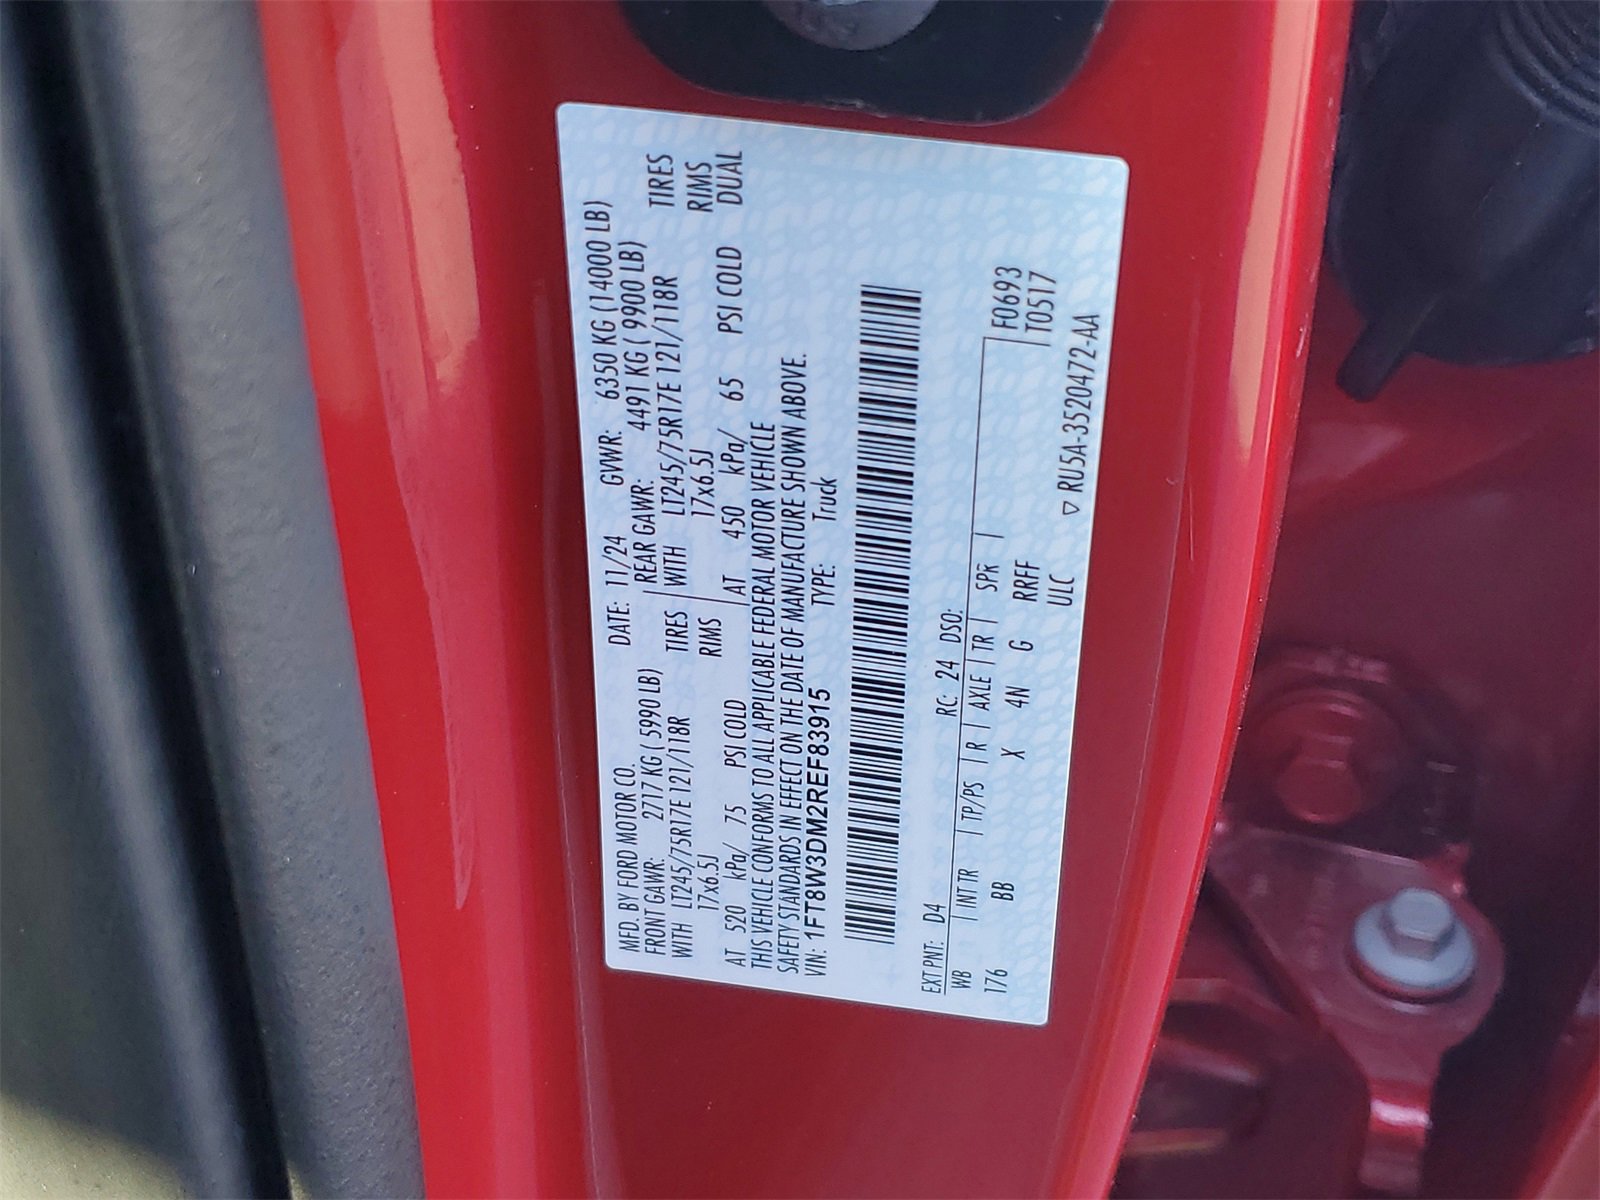 MFD. BY FORD MOTOR CO. DATE: 11/24 GVWR: 6350 KG (14000 LB)
FRONT GAWR: 2717 KG ( 5990 LB) REAR GAWR: 4491 KG ( 9900 LB)
WITH LT245/75R17E 121/118R TIRES WITH LT245/75R17E 121/118R TIRES
17x6.5J RIMS 17x6.5J RIMS
AT 520 kPa/ 75 PSI COLD AT 450 kPa/ 65 PSI COLD DUAL
THIS VEHICLE CONFORMS TO ALL APPLICABLE FEDERAL MOTOR VEHICLE
SAFETY STANDARDS IN EFFECT ON THE DATE OF MANUFACTURE SHOWN ABOVE.
VIN: 1FT8W3DM2REF83915 TYPE: Truck
EXT PNT: D4 RC: 24 DSO:
WB INT TR TP/PS R AXLE TR SPR F0693
176 BB X 4N G RRFF T0517
ULC
▽ RU5A-3520472-AA